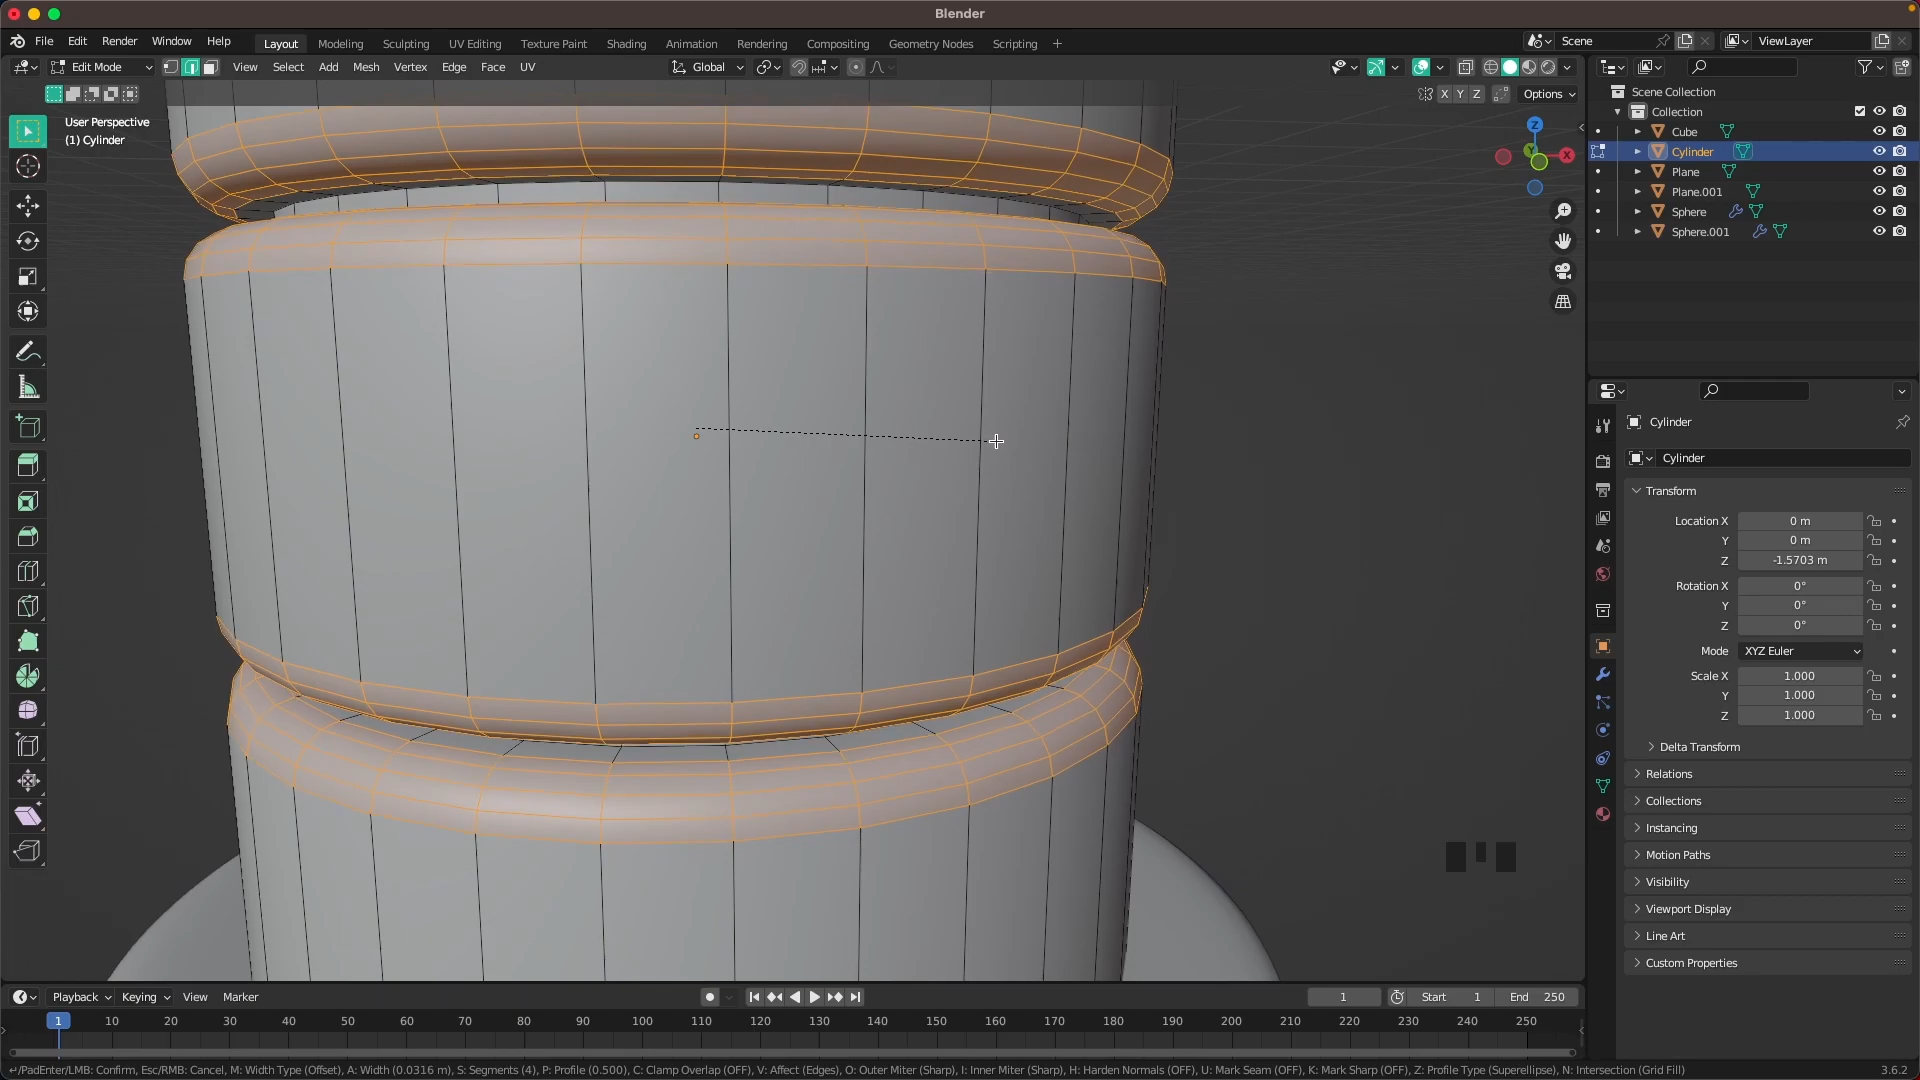 Blender
File Edit Render Window Help
Layout Modeling Sculpting UV Editing Texture Paint Shading Animation Rendering Compositing Geometry Nodes Scripting +
Scene
ViewLayer
Edit Mode View Select Add Mesh Vertex Edge Face UV Global
X Y Z Options
User Perspective
(1) Cylinder
Z
X
Y
Scene Collection
Collection
Cube
Cylinder
Plane
Plane.001
Sphere
Sphere.001
Cylinder
Cylinder
Transform
Location X 0 m
Y 0 m
Z -1.5703 m
Rotation X 0°
Y 0°
Z 0°
Mode XYZ Euler
Scale X 1.000
Y 1.000
Z 1.000
Delta Transform
Relations
Collections
Instancing
Motion Paths
Visibility
Viewport Display
Line Art
Custom Properties
Playback Keying View Marker
1 Start 1 End 250
1 10 20 30 40 50 60 70 80 90 100 110 120 130 140 150 160 170 180 190 200 210 220 230 240 250
↵/PadEnter/LMB: Confirm, Esc/RMB: Cancel, M: Width Type (Offset), A: Width (0.0316 m), S: Segments (4), P: Profile (0.500), C: Clamp Overlap (OFF), V: Affect (Edges), O: Outer Miter (Sharp), I: Inner Miter (Sharp), H: Harden Normals (OFF), U: Mark Seam (OFF), K: Mark Sharp (OFF), Z: Profile Type (Superellipse), N: Intersection (Grid Fill)
3.6.2